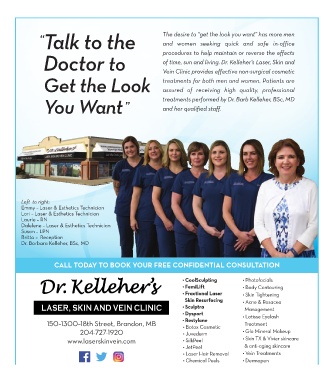 "Talk to the
Doctor to
Get the Look
You Want"
The desire to "get the look you want" has more men
and women seeking quick and safe in-office
procedures to help maintain or reverse the effects
of time, sun and living. Dr. Kelleher's Laser, Skin and
Vein Clinic provides effective non-surgical cosmetic
treatments for both men and women. Patients are
assured of receiving high quality, professional
treatments performed by Dr. Barb Kelleher, BSc, MD
and her qualified staff.
Left to right:
Emmy - Laser & Esthetics Technician
Lori - Laser & Esthetics Technician
Laurie - RN
- Laser & Esthetics Technician
Susan - LPN
- Reception
Dr. Barbara Kelleher, BSc, MD
CALL TODAY TO BOOK YOUR FREE CONFIDENTIAL CONSULTATION
Dr. Kelleher's
LASER, SKIN AND VEIN CLINIC
150-1300-18th Street, Brandon, MB
204-727-1920
www.laserskinvein.com
• CoolSculpting
• FemiLift
• Fractional Laser
Skin Resurfacing
• Sculptra
• Dysport
• Restylane
• Botox Cosmetic
• Juvederm
• SilkPeel
• JetPeel
• Laser Hair Removal
• Chemical Peels
• Photofacials
• Body Contouring
• Skin Tightening
• Acne & Rosacea
Management
• Latisse Eyelash
Treatment
• Glo Mineral Makeup
• Skin TX & Vivier skincare
& anti-aging skincare
• Vein Treatments
• Dermapen